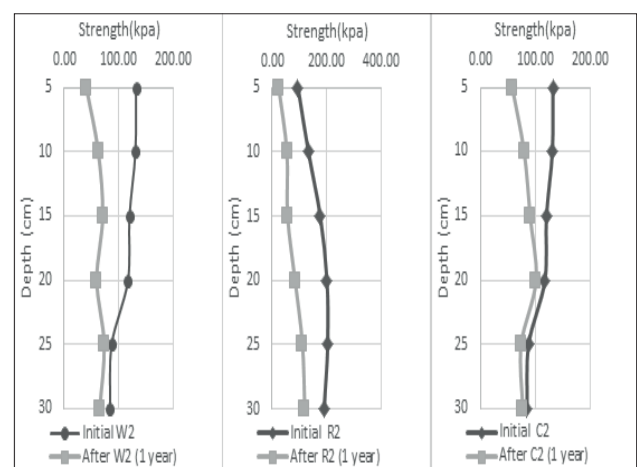 Strength(kpa)
0.00 100.00 200.00
5
10
15
20
25
30
Depth (cm)
Initial W2
After W2 (1 year)
Strength(kpa)
0.00 200.00 400.00
5
10
15
20
25
30
Depth (cm)
Initial R2
After R2 (1 year)
Strength(kpa)
0.00 100.00 200.00
5
10
15
20
25
30
Depth (cm)
Initial C2
After C2 (1 year)